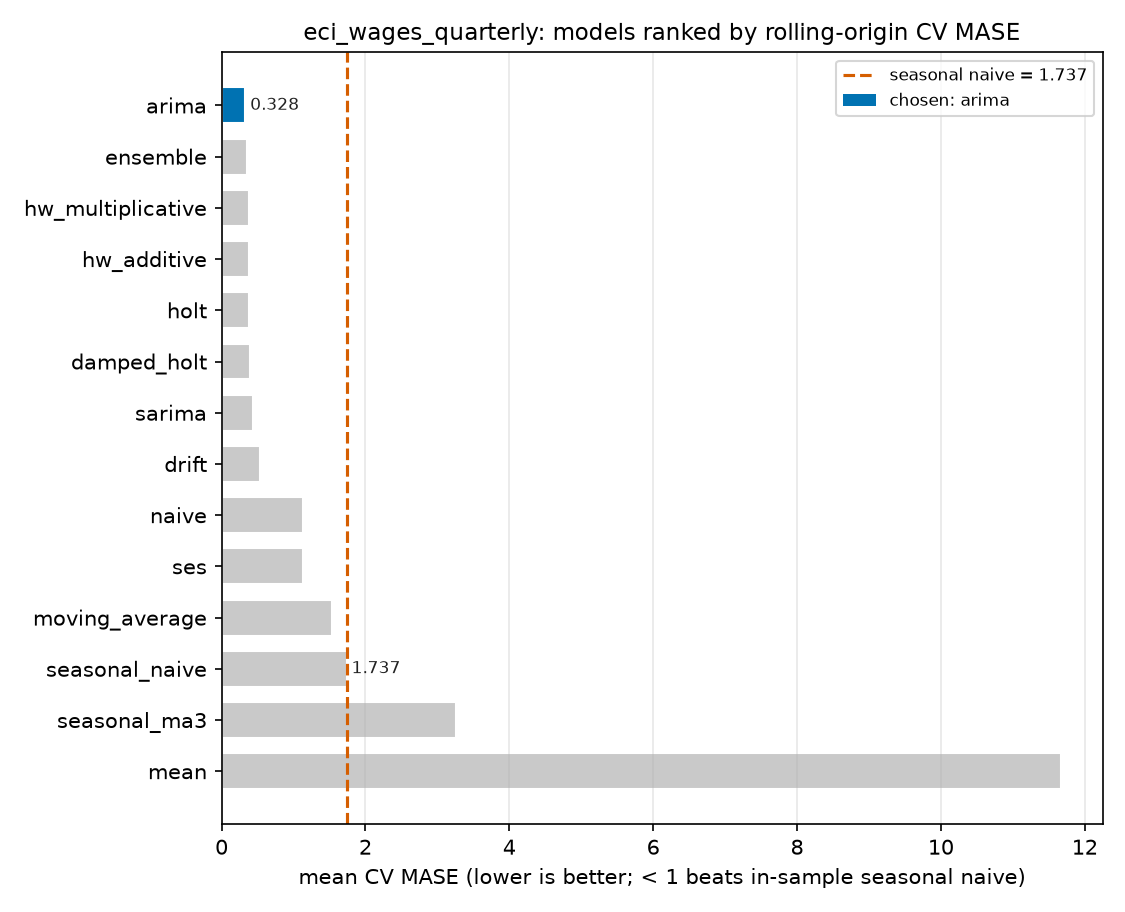 eci_wages_quarterly: models ranked by rolling-origin CV MASE
seasonal naive = 1.737
chosen: arima
arima
0.328
ensemble
hw_multiplicative
hw_additive
holt
damped_holt
sarima
drift
naive
ses
moving_average
seasonal_naive
1.737
seasonal_ma3
mean
0 2 4 6 8 10 12
mean CV MASE (lower is better; < 1 beats in-sample seasonal naive)